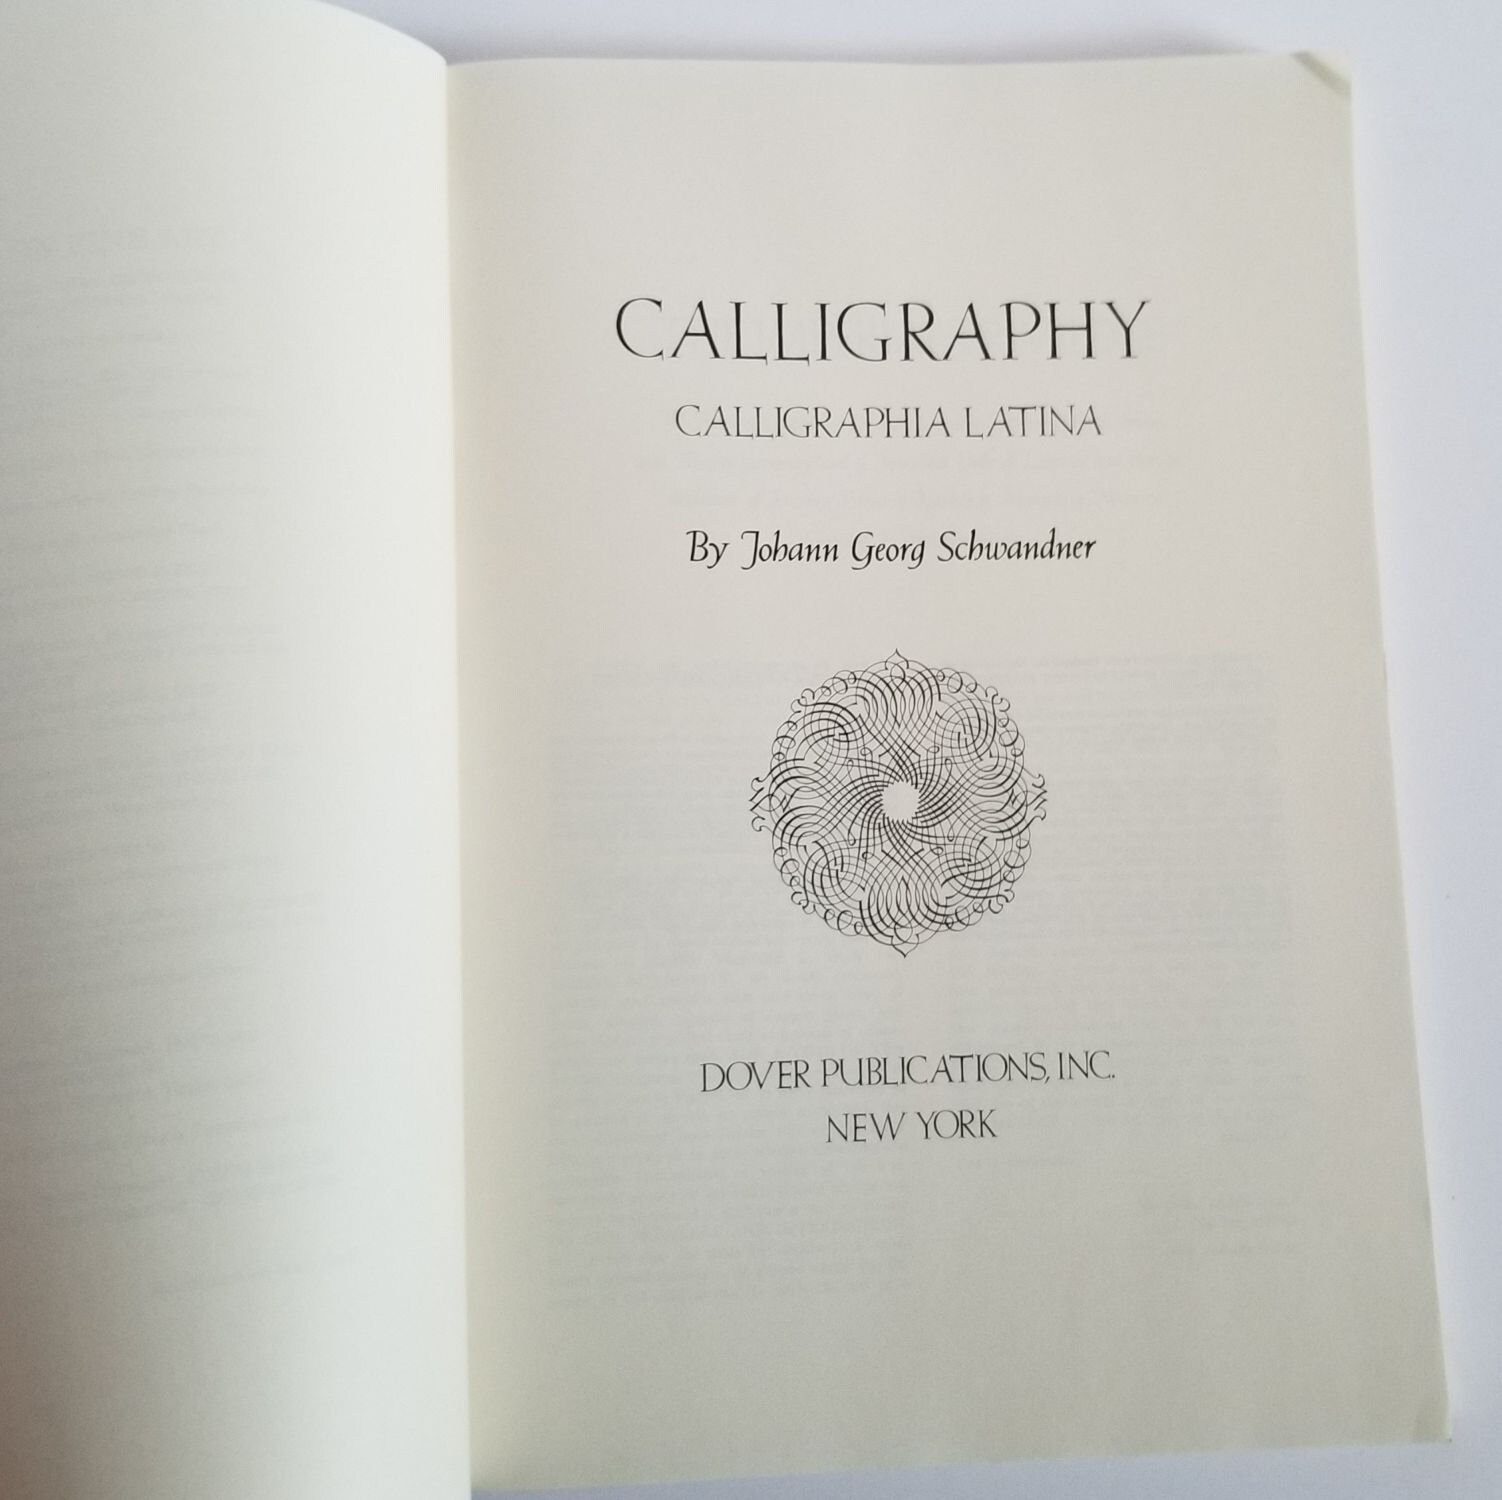 CALLIGRAPHY
CALLIGRAPHIA LATINA
By Johann Georg Schwandner
DOVER PUBLICATIONS, INC.
NEW YORK